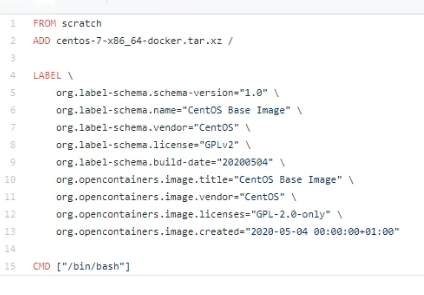 1 FROM scratch
2 ADD centos-7-x86_64-docker.tar.xz /
3
4 LABEL \
5 org.label-schema.schema-version="1.0" \
6 org.label-schema.name="CentOS Base Image" \
7 org.label-schema.vendor="CentOS" \
8 org.label-schema.license="GPLv2" \
9 org.label-schema.build-date="20200504" \
10 org.opencontainers.image.title="CentOS Base Image" \
11 org.opencontainers.image.vendor="CentOS" \
12 org.opencontainers.image.licenses="GPL-2.0-only" \
13 org.opencontainers.image.created="2020-05-04 00:00:00+01:00"
14
15 CMD ["/bin/bash"]